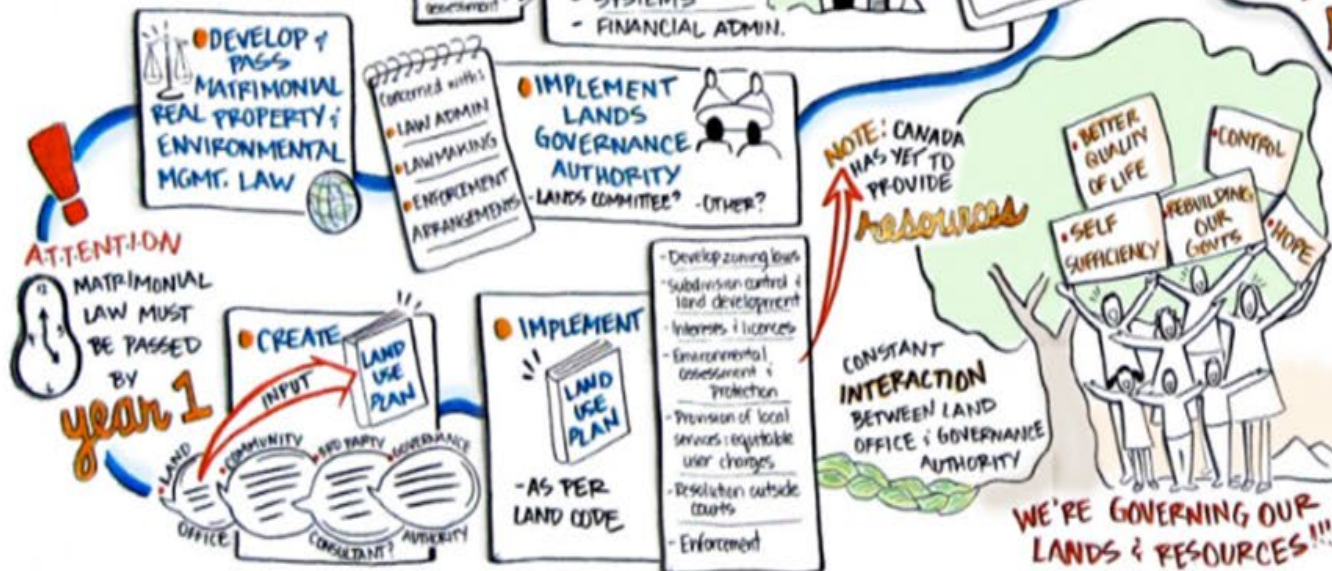 assessment
- SYSTEMS
- FINANCIAL ADMIN.
• DEVELOP &
PASS
MATRIMONIAL
REAL PROPERTY &
ENVIRONMENTAL
MGMT. LAW
Concerned with:
• LAW ADMIN
• LAWMAKING
• ENFORCEMENT
ARRANGEMENTS
• IMPLEMENT
LANDS
GOVERNANCE
AUTHORITY
- LANDS COMMITTEE? - OTHER?
NOTE: CANADA
HAS YET TO
PROVIDE
resources
• BETTER
QUALITY
OF LIFE
• CONTROL
• SELF
SUFFICIENCY
• REBUILDING
OUR
GOVTS
• HOPE
ATTENTION
MATRIMONIAL
LAW MUST
BE PASSED
BY
year 1
• CREATE
LAND
USE
PLAN
INPUT
• LAND
OFFICE
• COMMUNITY
• 3RD PARTY
CONSULTANT?
• GOVERNANCE
AUTHORITY
• IMPLEMENT
LAND
USE
PLAN
- AS PER
LAND CODE
- Develop zoning laws
- Subdivision control &
land development
- Interests & licences
- Environmental
assessment &
Protection
- Provision of local
services & equitable
user charges
- Resolution outside
courts
- Enforcement
CONSTANT
INTERACTION
BETWEEN LAND
OFFICE & GOVERNANCE
AUTHORITY
WE'RE GOVERNING OUR
LANDS & RESOURCES!!!